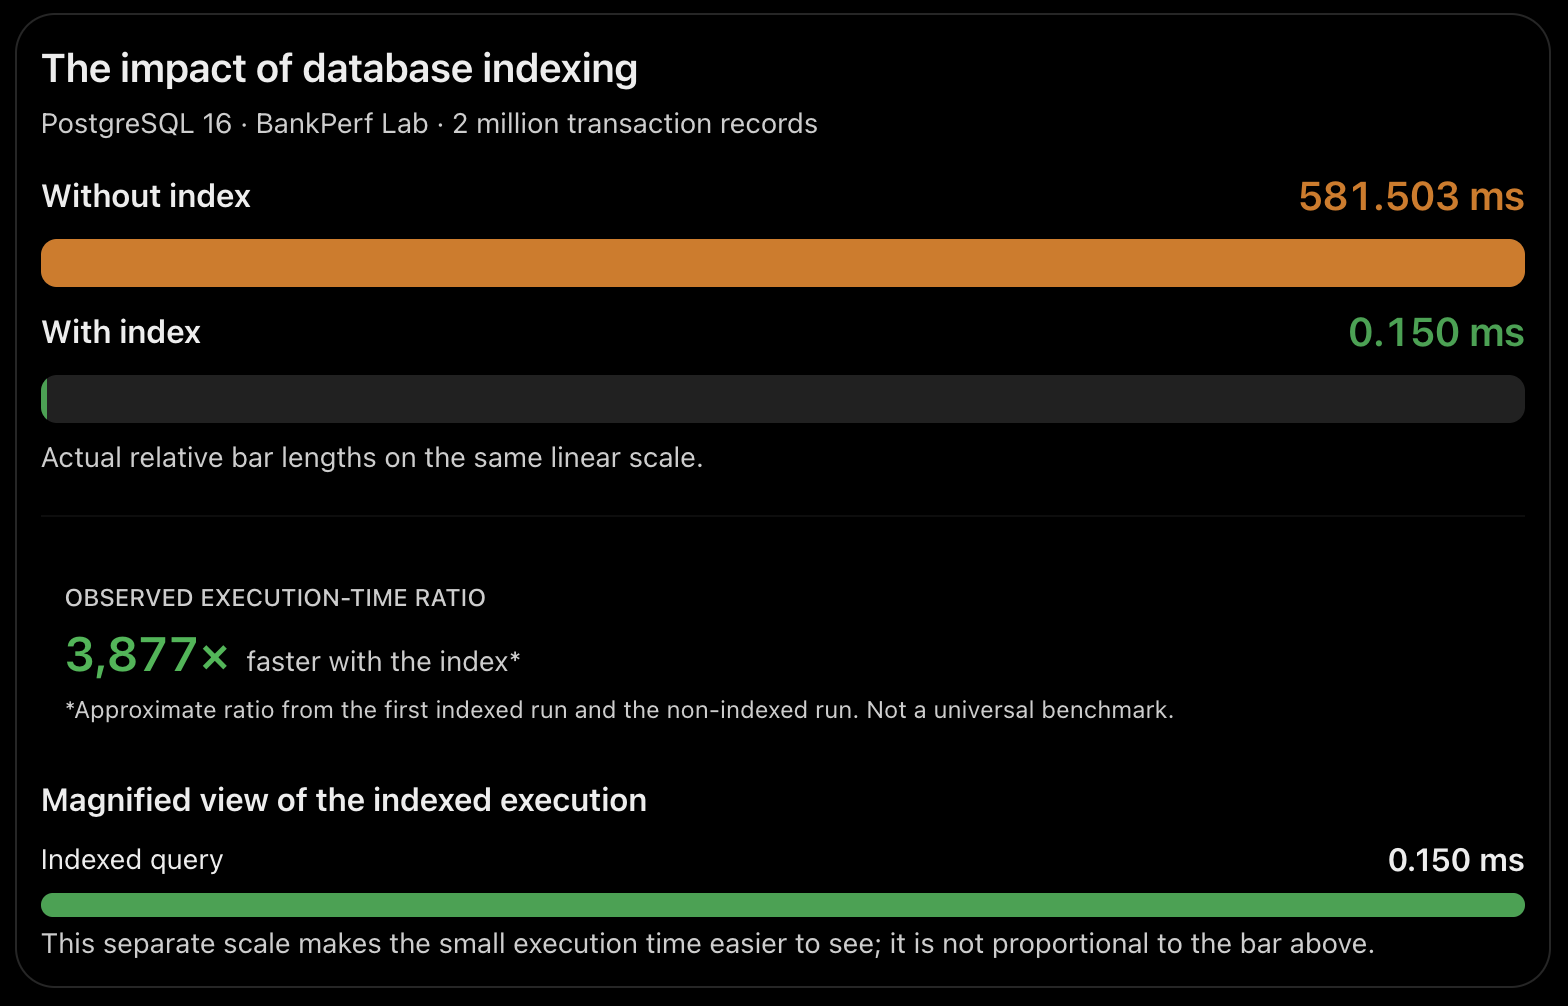 The impact of database indexing
PostgreSQL 16 · BankPerf Lab · 2 million transaction records
Without index
581.503 ms
With index
0.150 ms
Actual relative bar lengths on the same linear scale.
OBSERVED EXECUTION-TIME RATIO
3,877× faster with the index*
*Approximate ratio from the first indexed run and the non-indexed run. Not a universal benchmark.
Magnified view of the indexed execution
Indexed query
0.150 ms
This separate scale makes the small execution time easier to see; it is not proportional to the bar above.